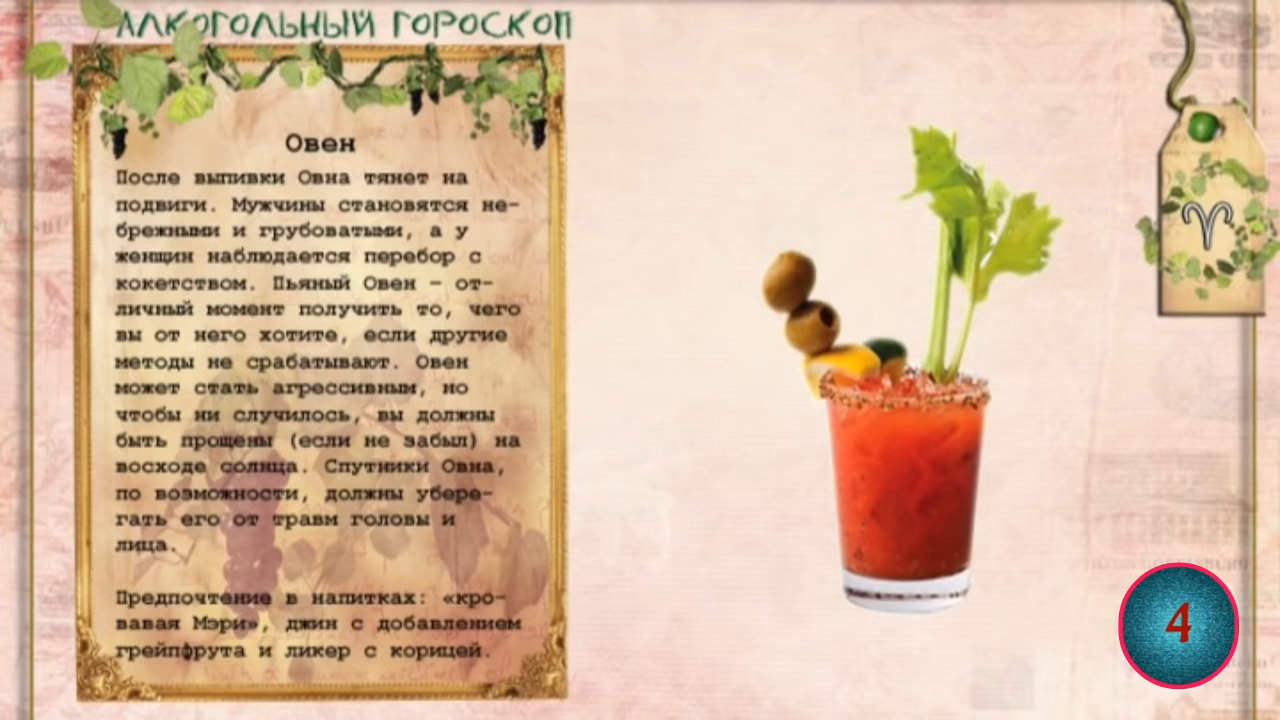 АЛКОГОЛЬНЫЙ ГОРОСКОП
Овен
После выпивки Овна тянет на
подвиги. Мужчины становятся не-
брежными и грубоватыми, а у
женщин наблюдается перебор с
кокетством. Пьяный Овен – от-
личный момент получить то, чего
вы от него хотите, если другие
методы не срабатывают. Овен
может стать агрессивным, но
чтобы ни случилось, вы должны
быть прощены (если не забыл) на
восходе солнца. Спутники Овна,
по возможности, должны убере-
гать его от травм головы и
лица.
Предпочтение в напитках: «кро-
вавая Мэри», джин с добавлением
грейпфрута и ликер с корицей.
4